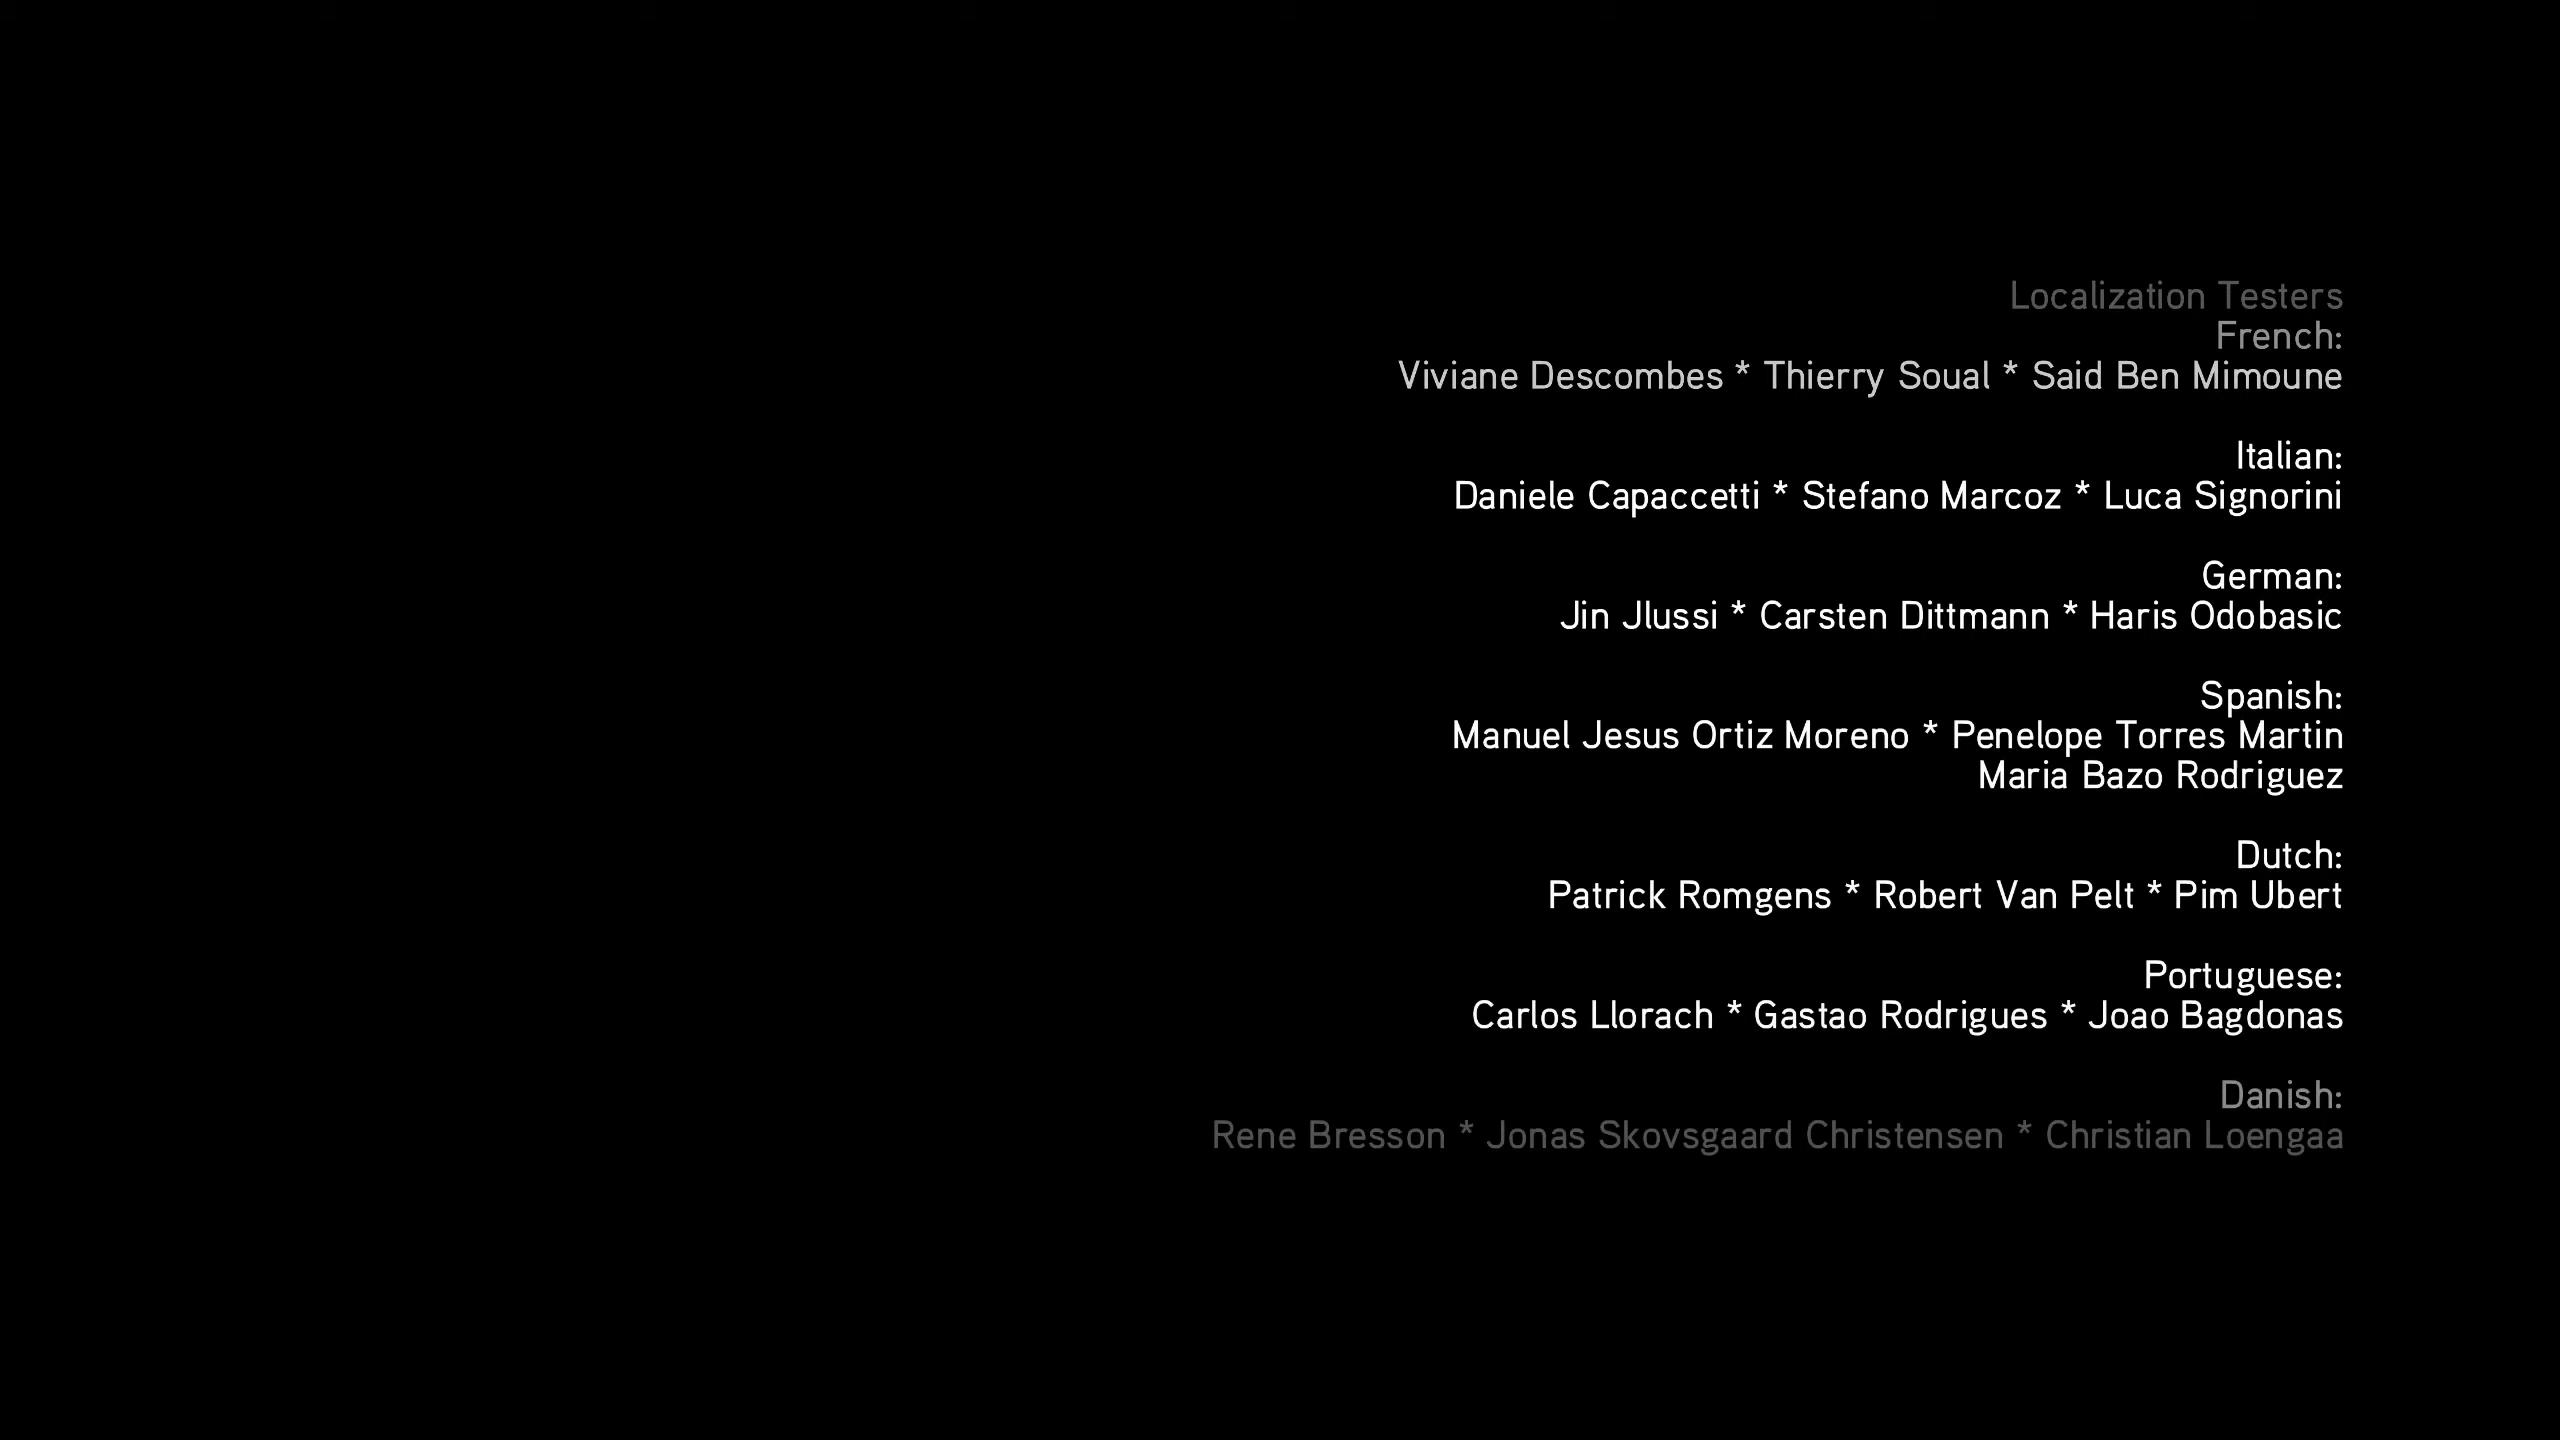 Localization Testers
French:
Viviane Descombes * Thierry Soual * Said Ben Mimoune
Italian:
Daniele Capaccetti * Stefano Marcoz * Luca Signorini
German:
Jin Jlussi * Carsten Dittmann * Haris Odobasic
Spanish:
Manuel Jesus Ortiz Moreno * Penelope Torres Martin
Maria Bazo Rodriguez
Dutch:
Patrick Romgens * Robert Van Pelt * Pim Ubert
Portuguese:
Carlos Llorach * Gastao Rodrigues * Joao Bagdonas
Danish:
Rene Bresson * Jonas Skovsgaard Christensen * Christian Loengaa